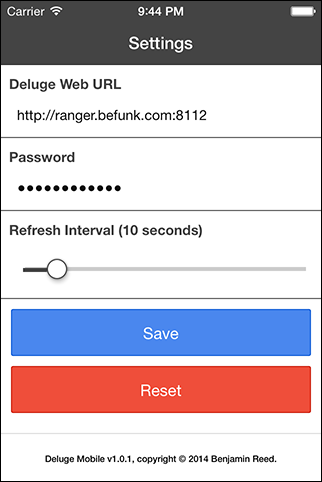 Carrier 9:44 PM
Settings
Deluge Web URL
http://ranger.befunk.com:8112
Password
●●●●●●●●●●●●
Refresh Interval (10 seconds)
Save
Reset
Deluge Mobile v1.0.1, copyright © 2014 Benjamin Reed.